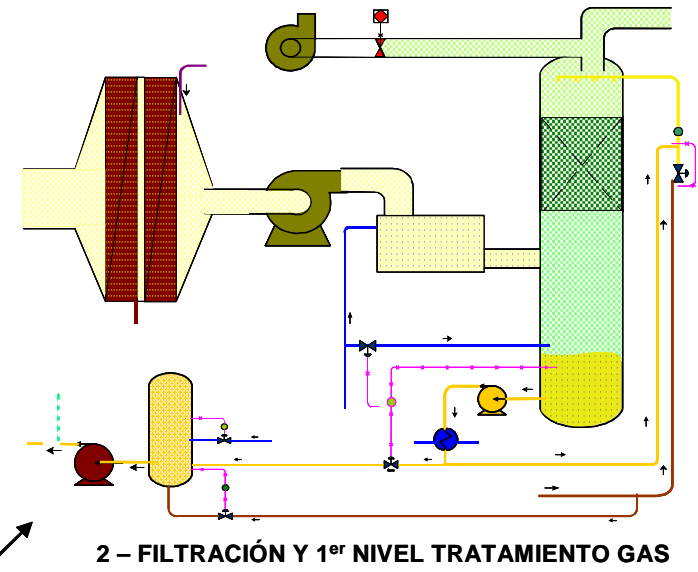 2 – FILTRACIÓN Y 1er NIVEL TRATAMIENTO GAS